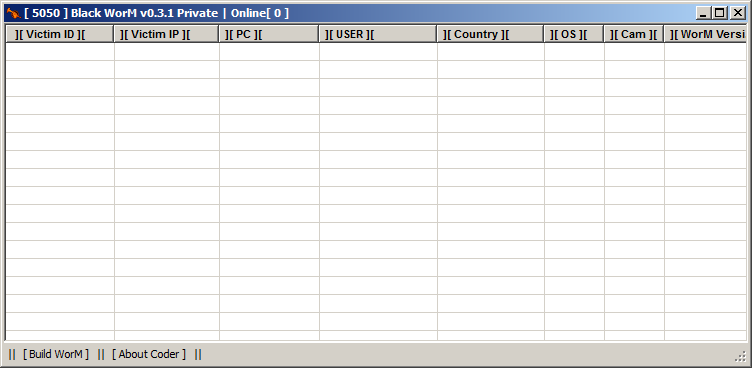 [ 5050 ] Black WorM v0.3.1 Private | Online[ 0 ]
][ Victim ID ][ ][ Victim IP ][ ][ PC ][ ][ USER ][ ][ Country ][ ][ OS ][ ][ Cam ][ ][ WorM Versi
|| [ Build WorM ] || [ About Coder ] ||